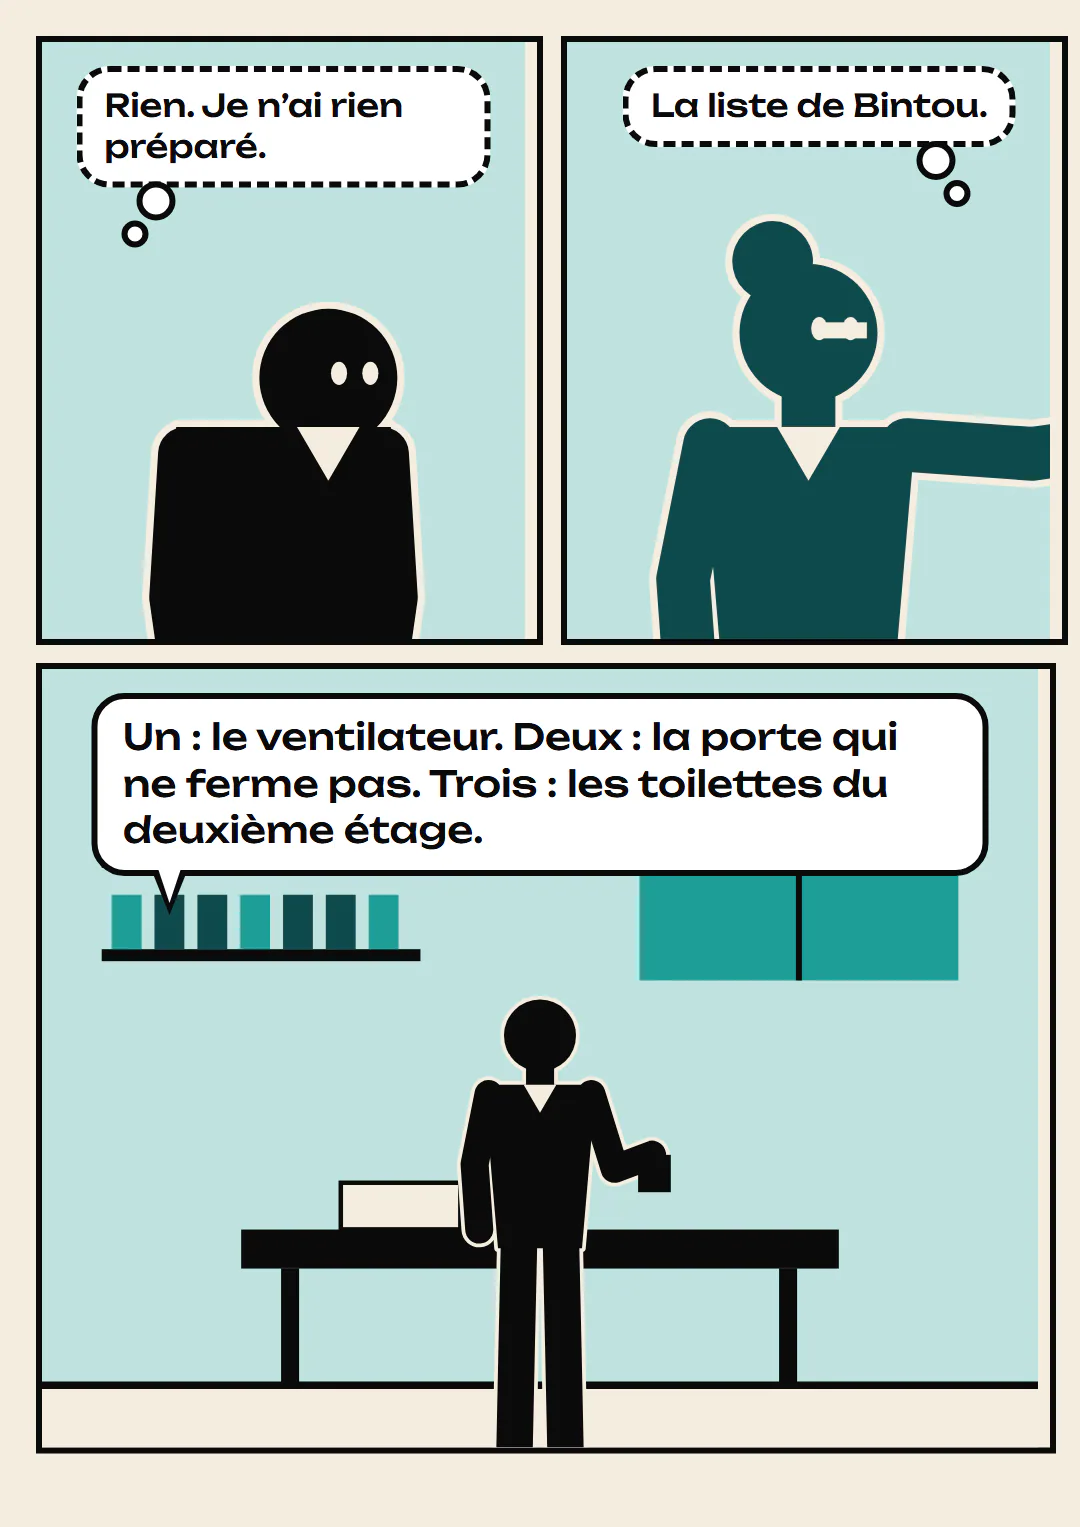 Rien. Je n’ai rien
préparé.
La liste de Bintou.
Un : le ventilateur. Deux : la porte qui
ne ferme pas. Trois : les toilettes du
deuxième étage.